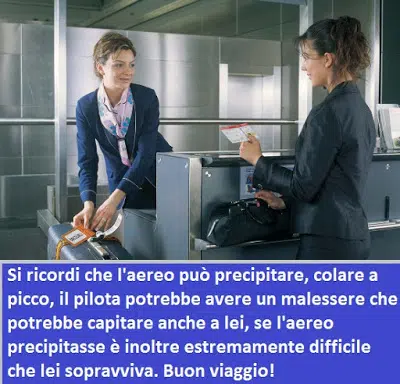 Si ricordi che l'aereo può precipitare, colare a
picco, il pilota potrebbe avere un malessere che
potrebbe capitare anche a lei, se l'aereo
precipitasse è inoltre estremamente difficile
che lei sopravviva. Buon viaggio!